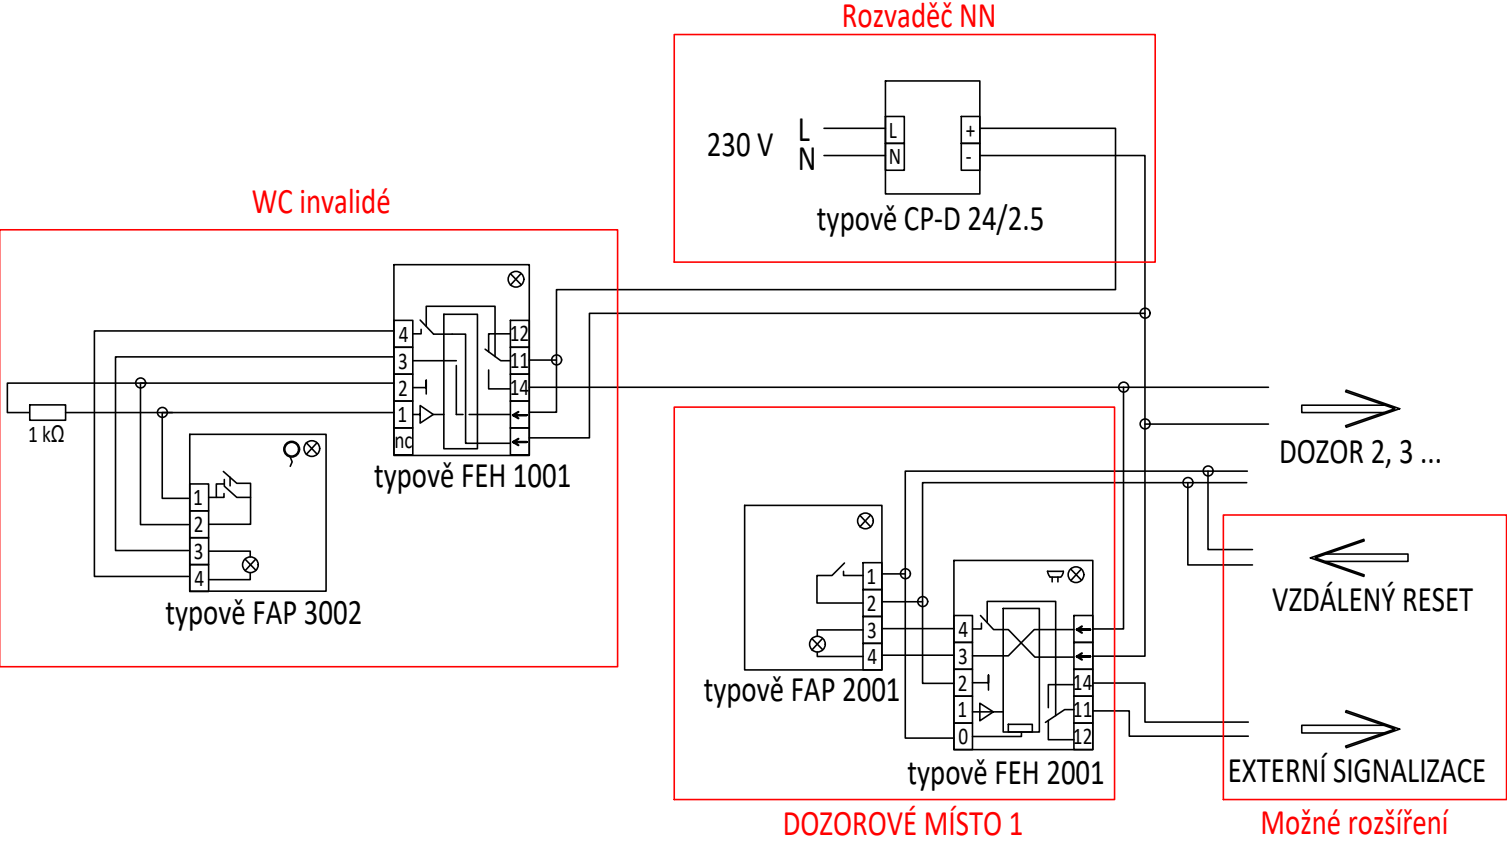 Rozvaděč NN
230 V
L
N
L
N
+
-
typově CP-D 24/2.5
WC invalidé
4
3
2
1
nc
12
11
14
typově FEH 1001
1 kΩ
1
2
3
4
typově FAP 3002
DOZOR 2, 3 ...
1
2
3
4
typově FAP 2001
4
3
2
1
0
14
11
12
typově FEH 2001
DOZOROVÉ MÍSTO 1
VZDÁLENÝ RESET
EXTERNÍ SIGNALIZACE
Možné rozšíření